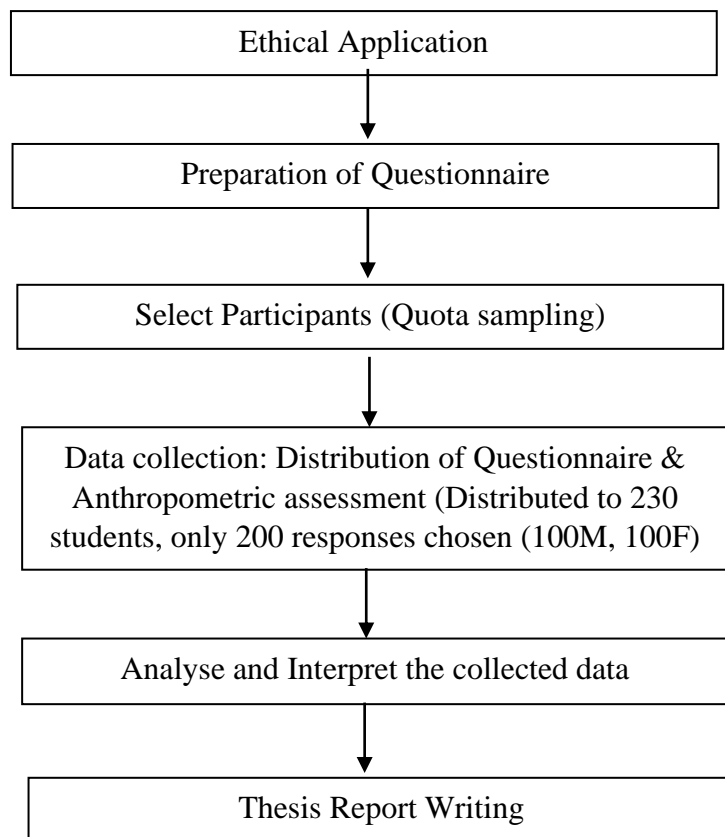 Ethical Application
Preparation of Questionnaire
Select Participants (Quota sampling)
Data collection: Distribution of Questionnaire &
Anthropometric assessment (Distributed to 230
students, only 200 responses chosen (100M, 100F)
Analyse and Interpret the collected data
Thesis Report Writing